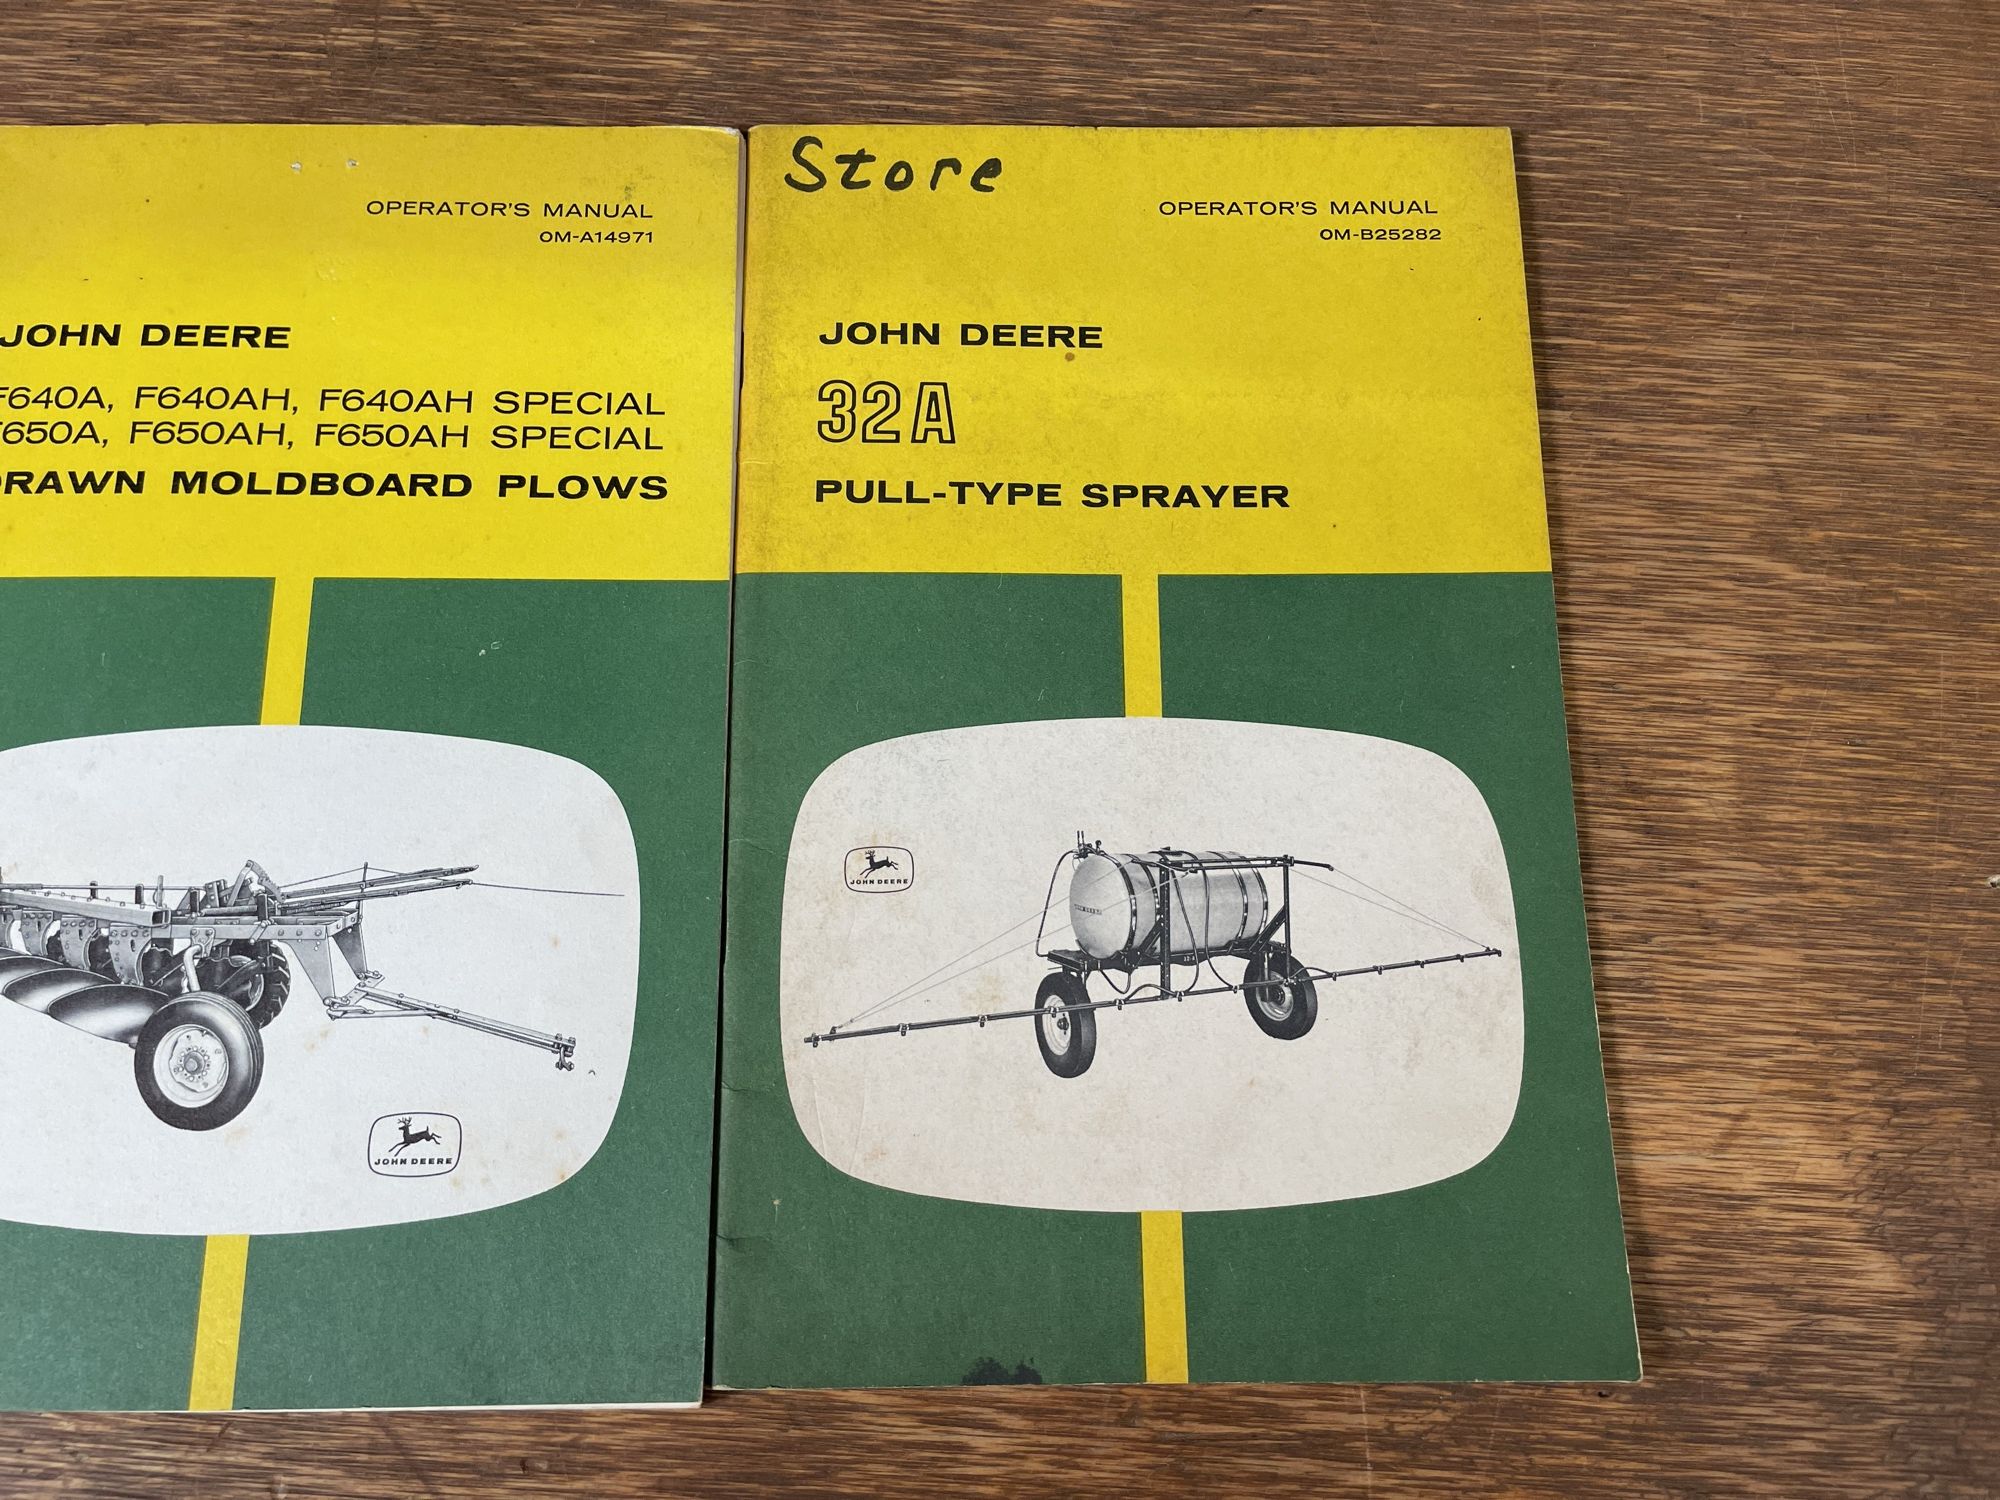 OPERATOR'S MANUAL
OM-A14971
JOHN DEERE
F640A, F640AH, F640AH SPECIAL
F650A, F650AH, F650AH SPECIAL
DRAWN MOLDBOARD PLOWS
JOHN DEERE
Store
OPERATOR'S MANUAL
OM-B25282
JOHN DEERE
32A
PULL-TYPE SPRAYER
JOHN DEERE